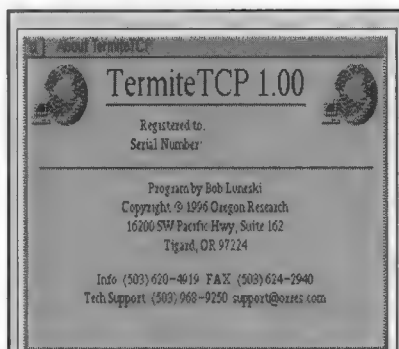 About TermiteTCP
TermiteTCP 1.00
Registered to:
Serial Number:
Program by Bob Luneski
Copyright © 1996 Oregon Research
16200 SW Pacific Hwy, Suite 162
Tigard, OR 97224
Info (503) 620-4919 FAX (503) 624-2940
Tech Support (503) 968-9250 support@orres.com